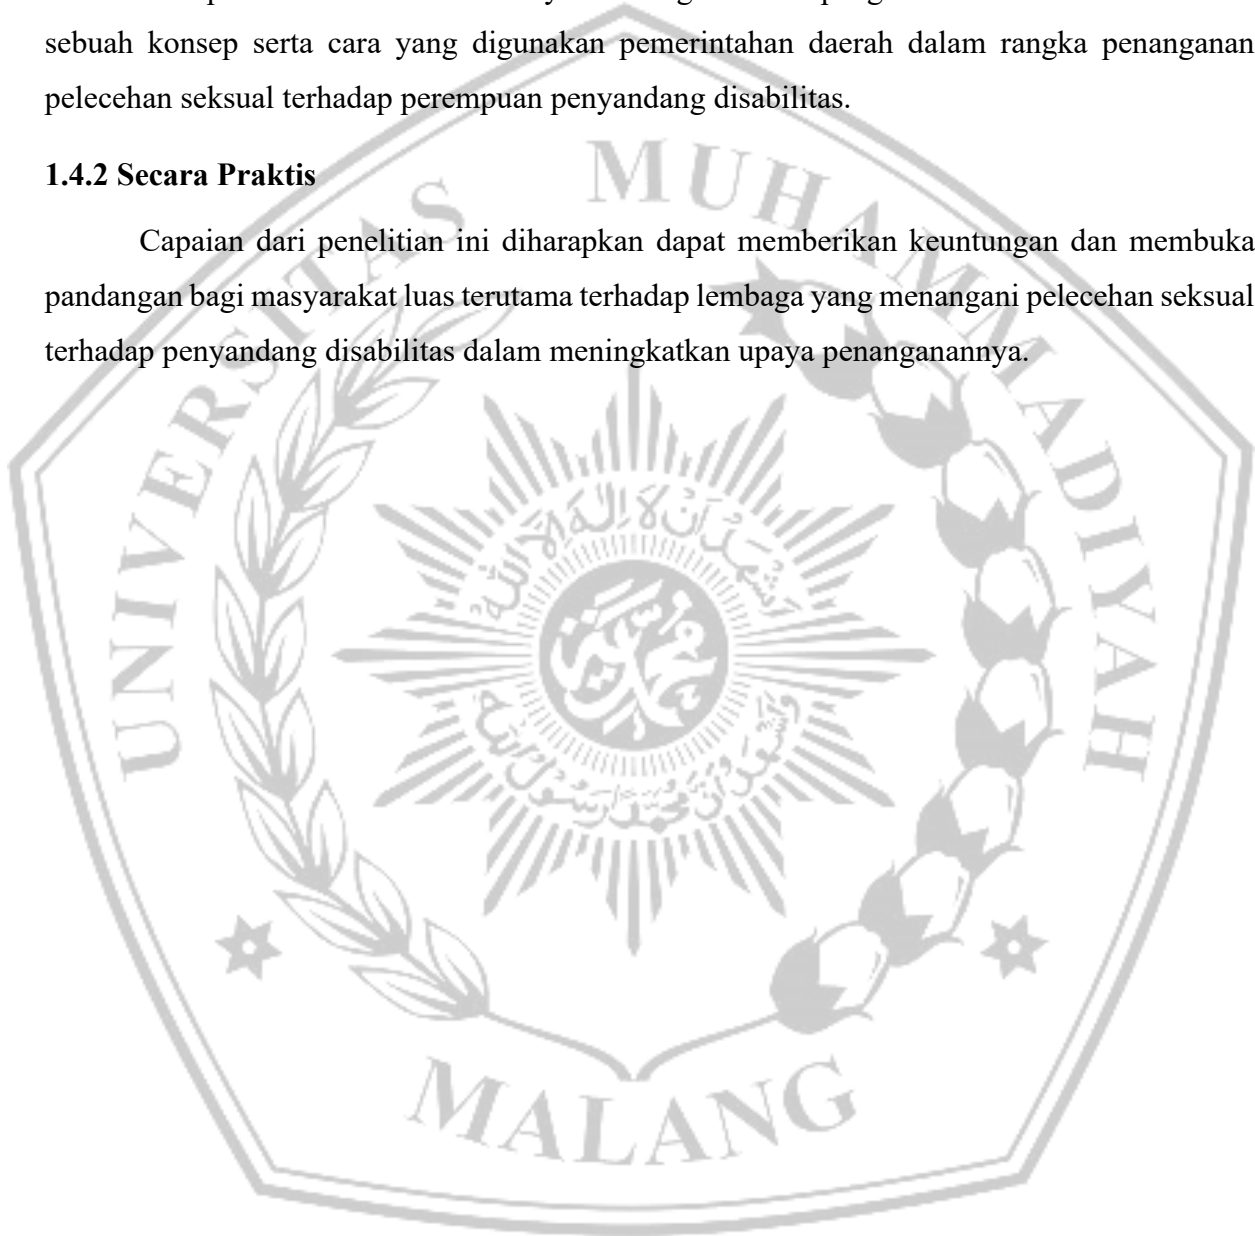 sebuah konsep serta cara yang digunakan pemerintahan daerah dalam rangka penanganan
pelecehan seksual terhadap perempuan penyandang disabilitas.
1.4.2 Secara Praktis
Capaian dari penelitian ini diharapkan dapat memberikan keuntungan dan membuka
pandangan bagi masyarakat luas terutama terhadap lembaga yang menangani pelecehan seksual
terhadap penyandang disabilitas dalam meningkatkan upaya penanganannya.
UNIVERSITAS MUHAMMADIYAH
MALANG